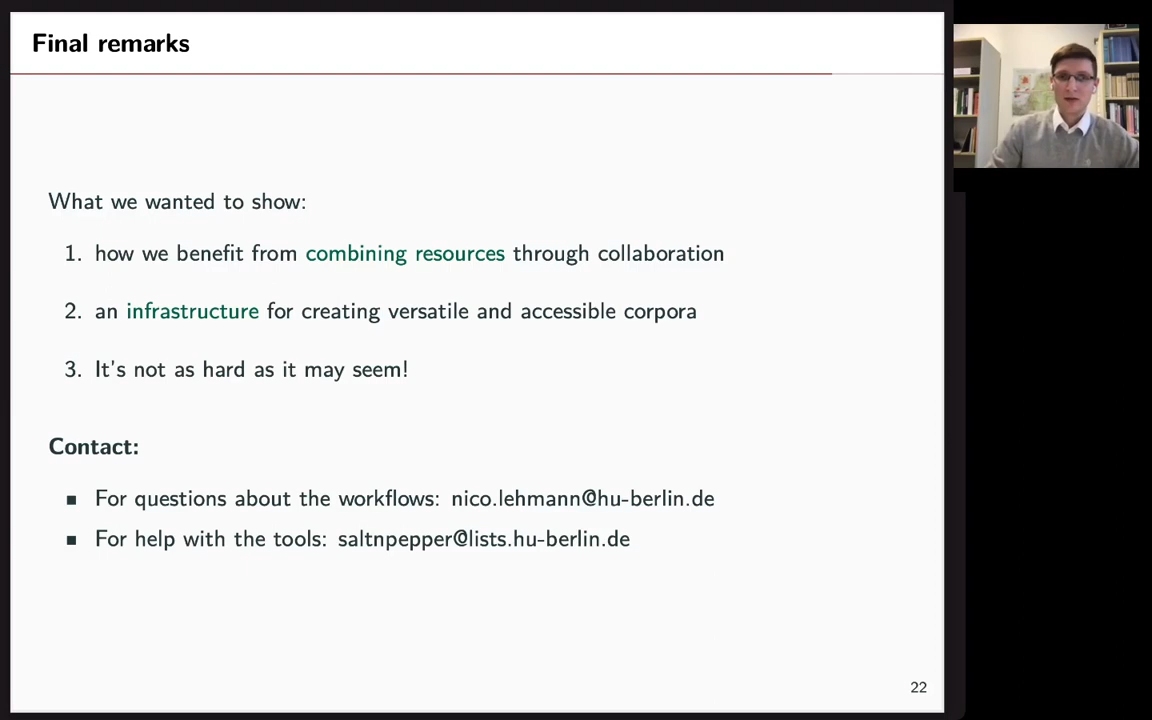 Final remarks
What we wanted to show:
1. how we benefit from combining resources through collaboration
2. an infrastructure for creating versatile and accessible corpora
3. It's not as hard as it may seem!
Contact:
■ For questions about the workflows: nico.lehmann@hu-berlin.de
■ For help with the tools: saltnpepper@lists.hu-berlin.de
22